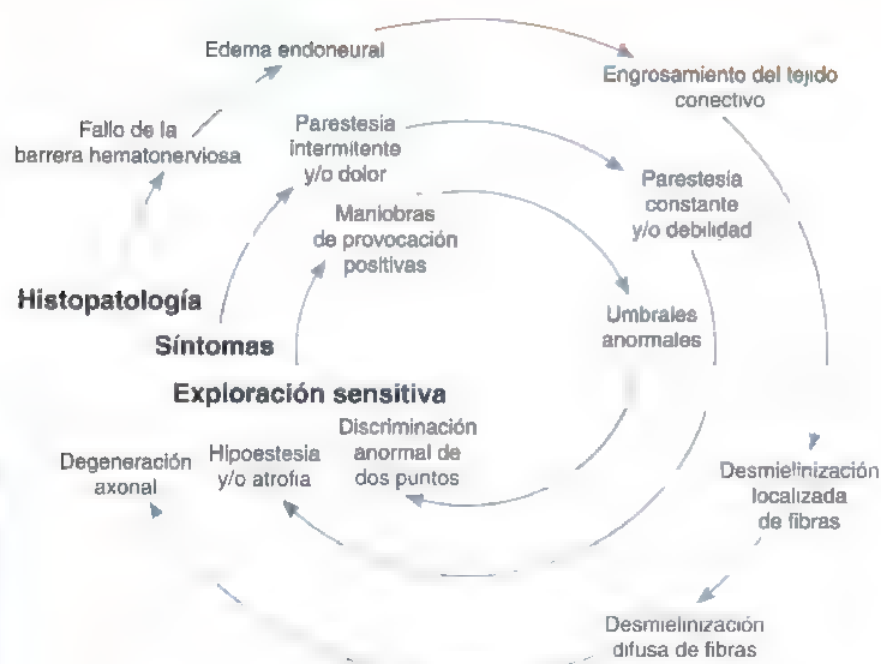 Edema endoneural
Engrosamiento del tejido
conectivo
Fallo de la
barrera hematonerviosa
Parestesia
intermitente
y/o dolor
Parestesia
constante
y/o debilidad
Maniobras
de provocación
positivas
Histopatología
Síntomas
Exploración sensitiva
Umbrales
anormales
Discriminación
anormal de
dos puntos
Hipoestesia
y/o atrofia
Degeneración
axonal
Desmielinización
localizada
de fibras
Desmielinización
difusa de fibras